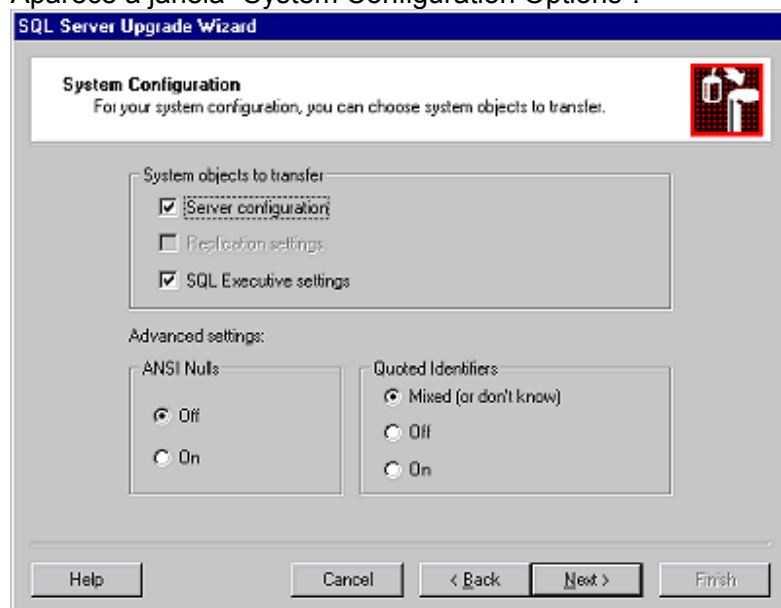 Aparece a janela "System Configuration Options".
SQL Server Upgrade Wizard
System Configuration
For your system configuration, you can choose system objects to transfer.
System objects to transfer
Server configuration
Replication settings
SQL Executive settings
Advanced settings:
ANSI Nulls
Quoted Identifiers
Mixed (or don't know)
Off
Off
On
On
Help
Cancel
< Back
Next >
Finish